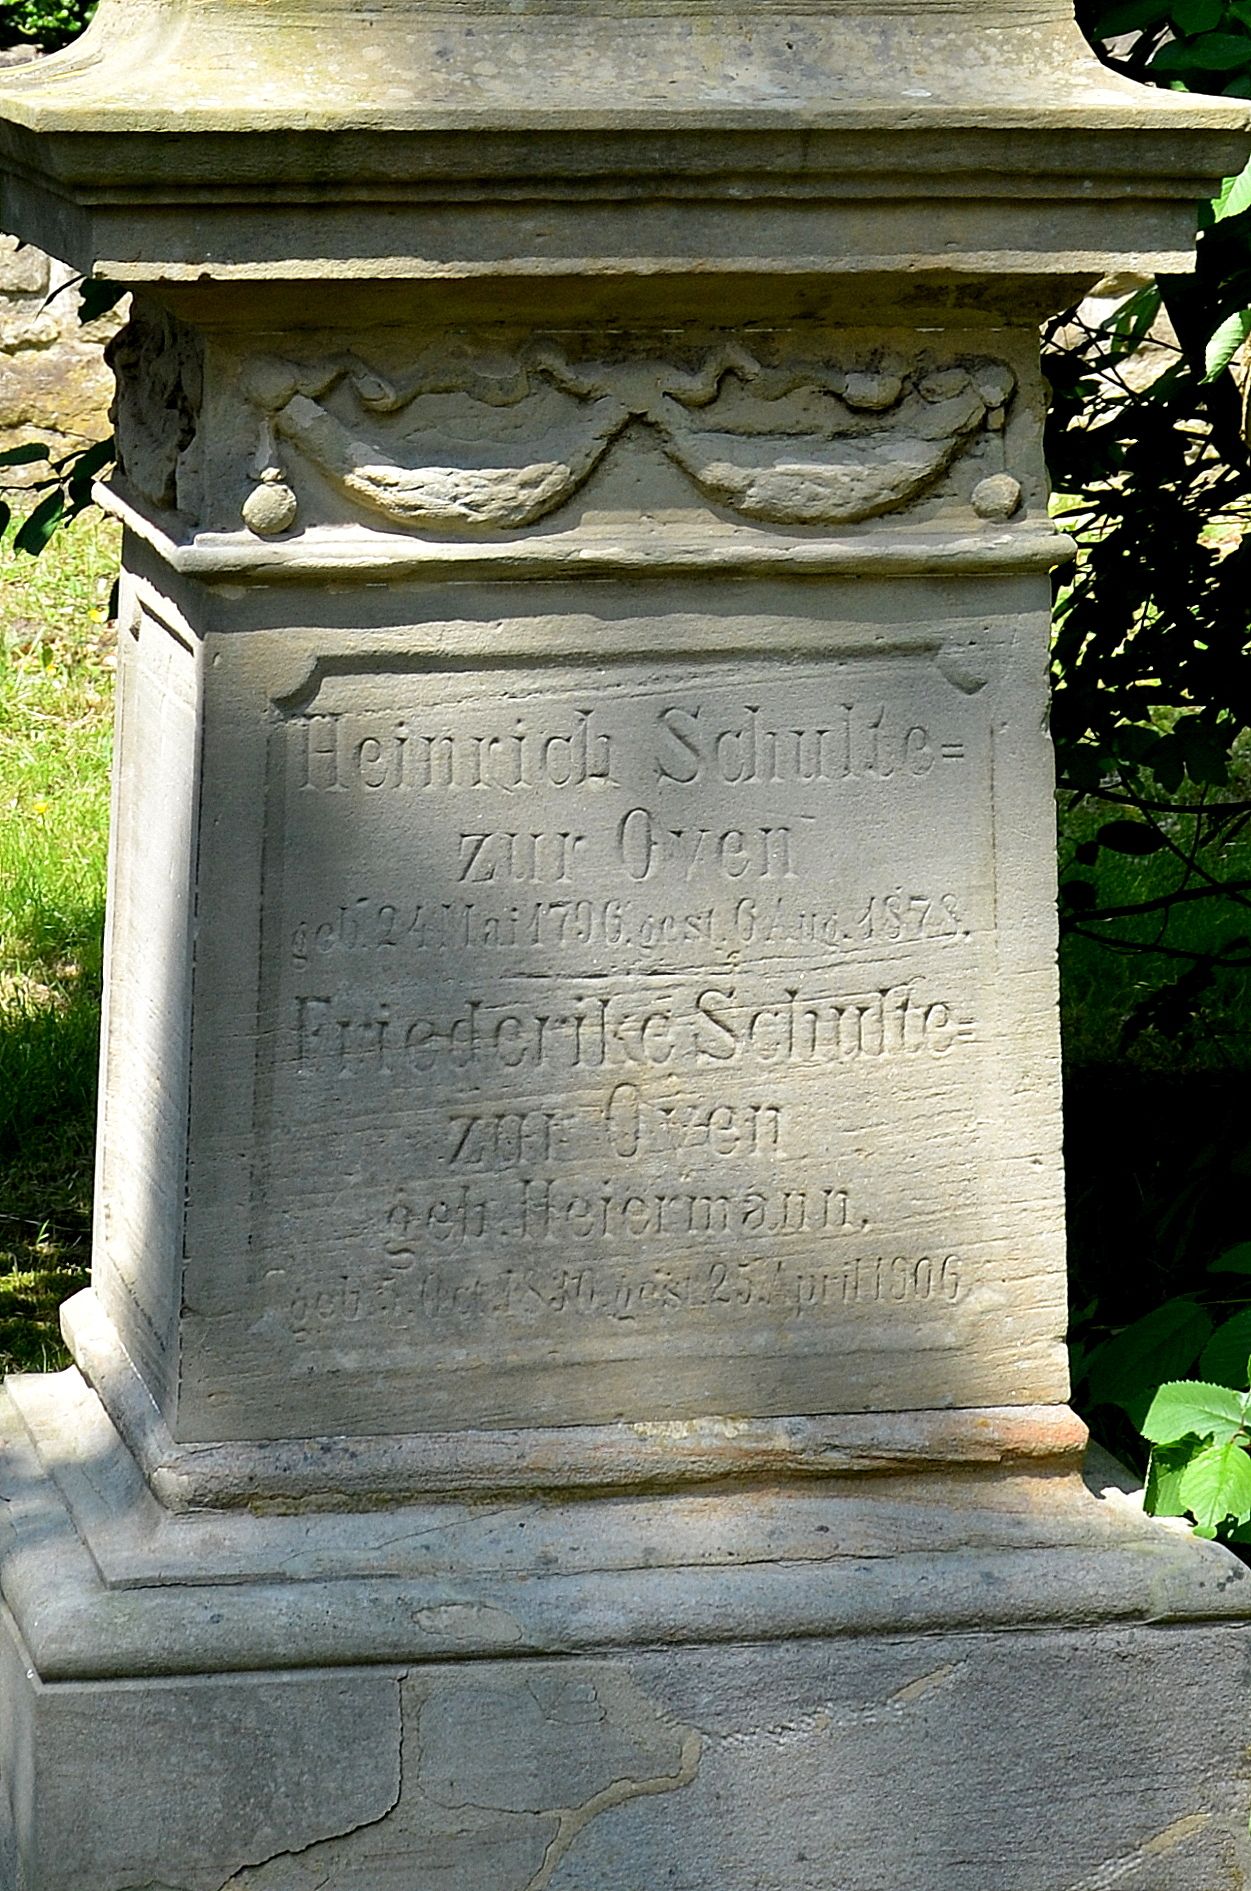 Heinrich Schulte=
zur Oven
geb. 24 Mai 1796. gest. 6 Aug. 1878.
Friederike Schulte=
zur Oven
geb. Heiermann,
geb. 5. Oct. 1830. gest. 25. April 1906